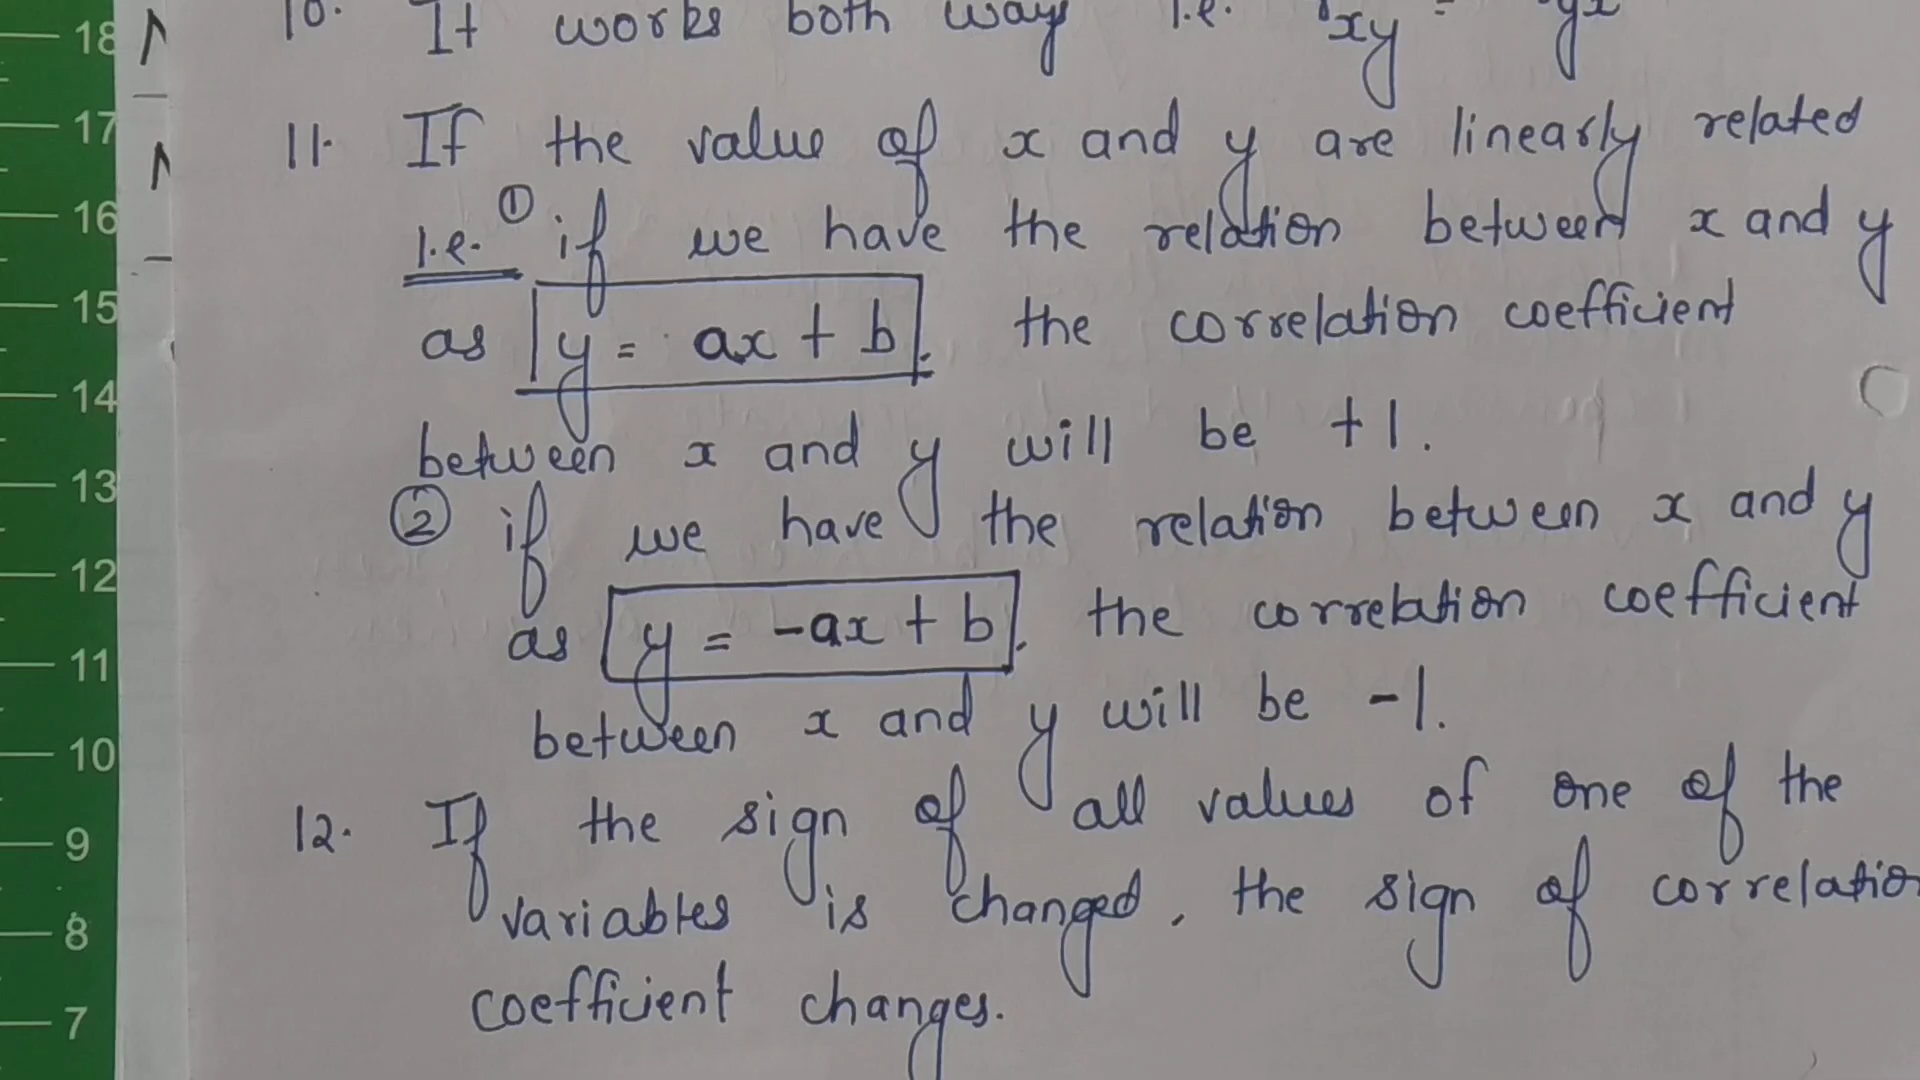 18
17
16
15
14
13
12
11
10
9
8
7
10. It works both way i.e. xy = yx
11. If the value of x and y are linearly related
i.e. ① if we have the relation between x and y
as y = ax + b, the correlation coefficient
between x and y will be +1.
② if we have the relation between x and y
as y = -ax + b, the correlation coefficient
between x and y will be -1.
12. If the sign of all values of one of the
variables is changed, the sign of correlatio
coefficient changes.